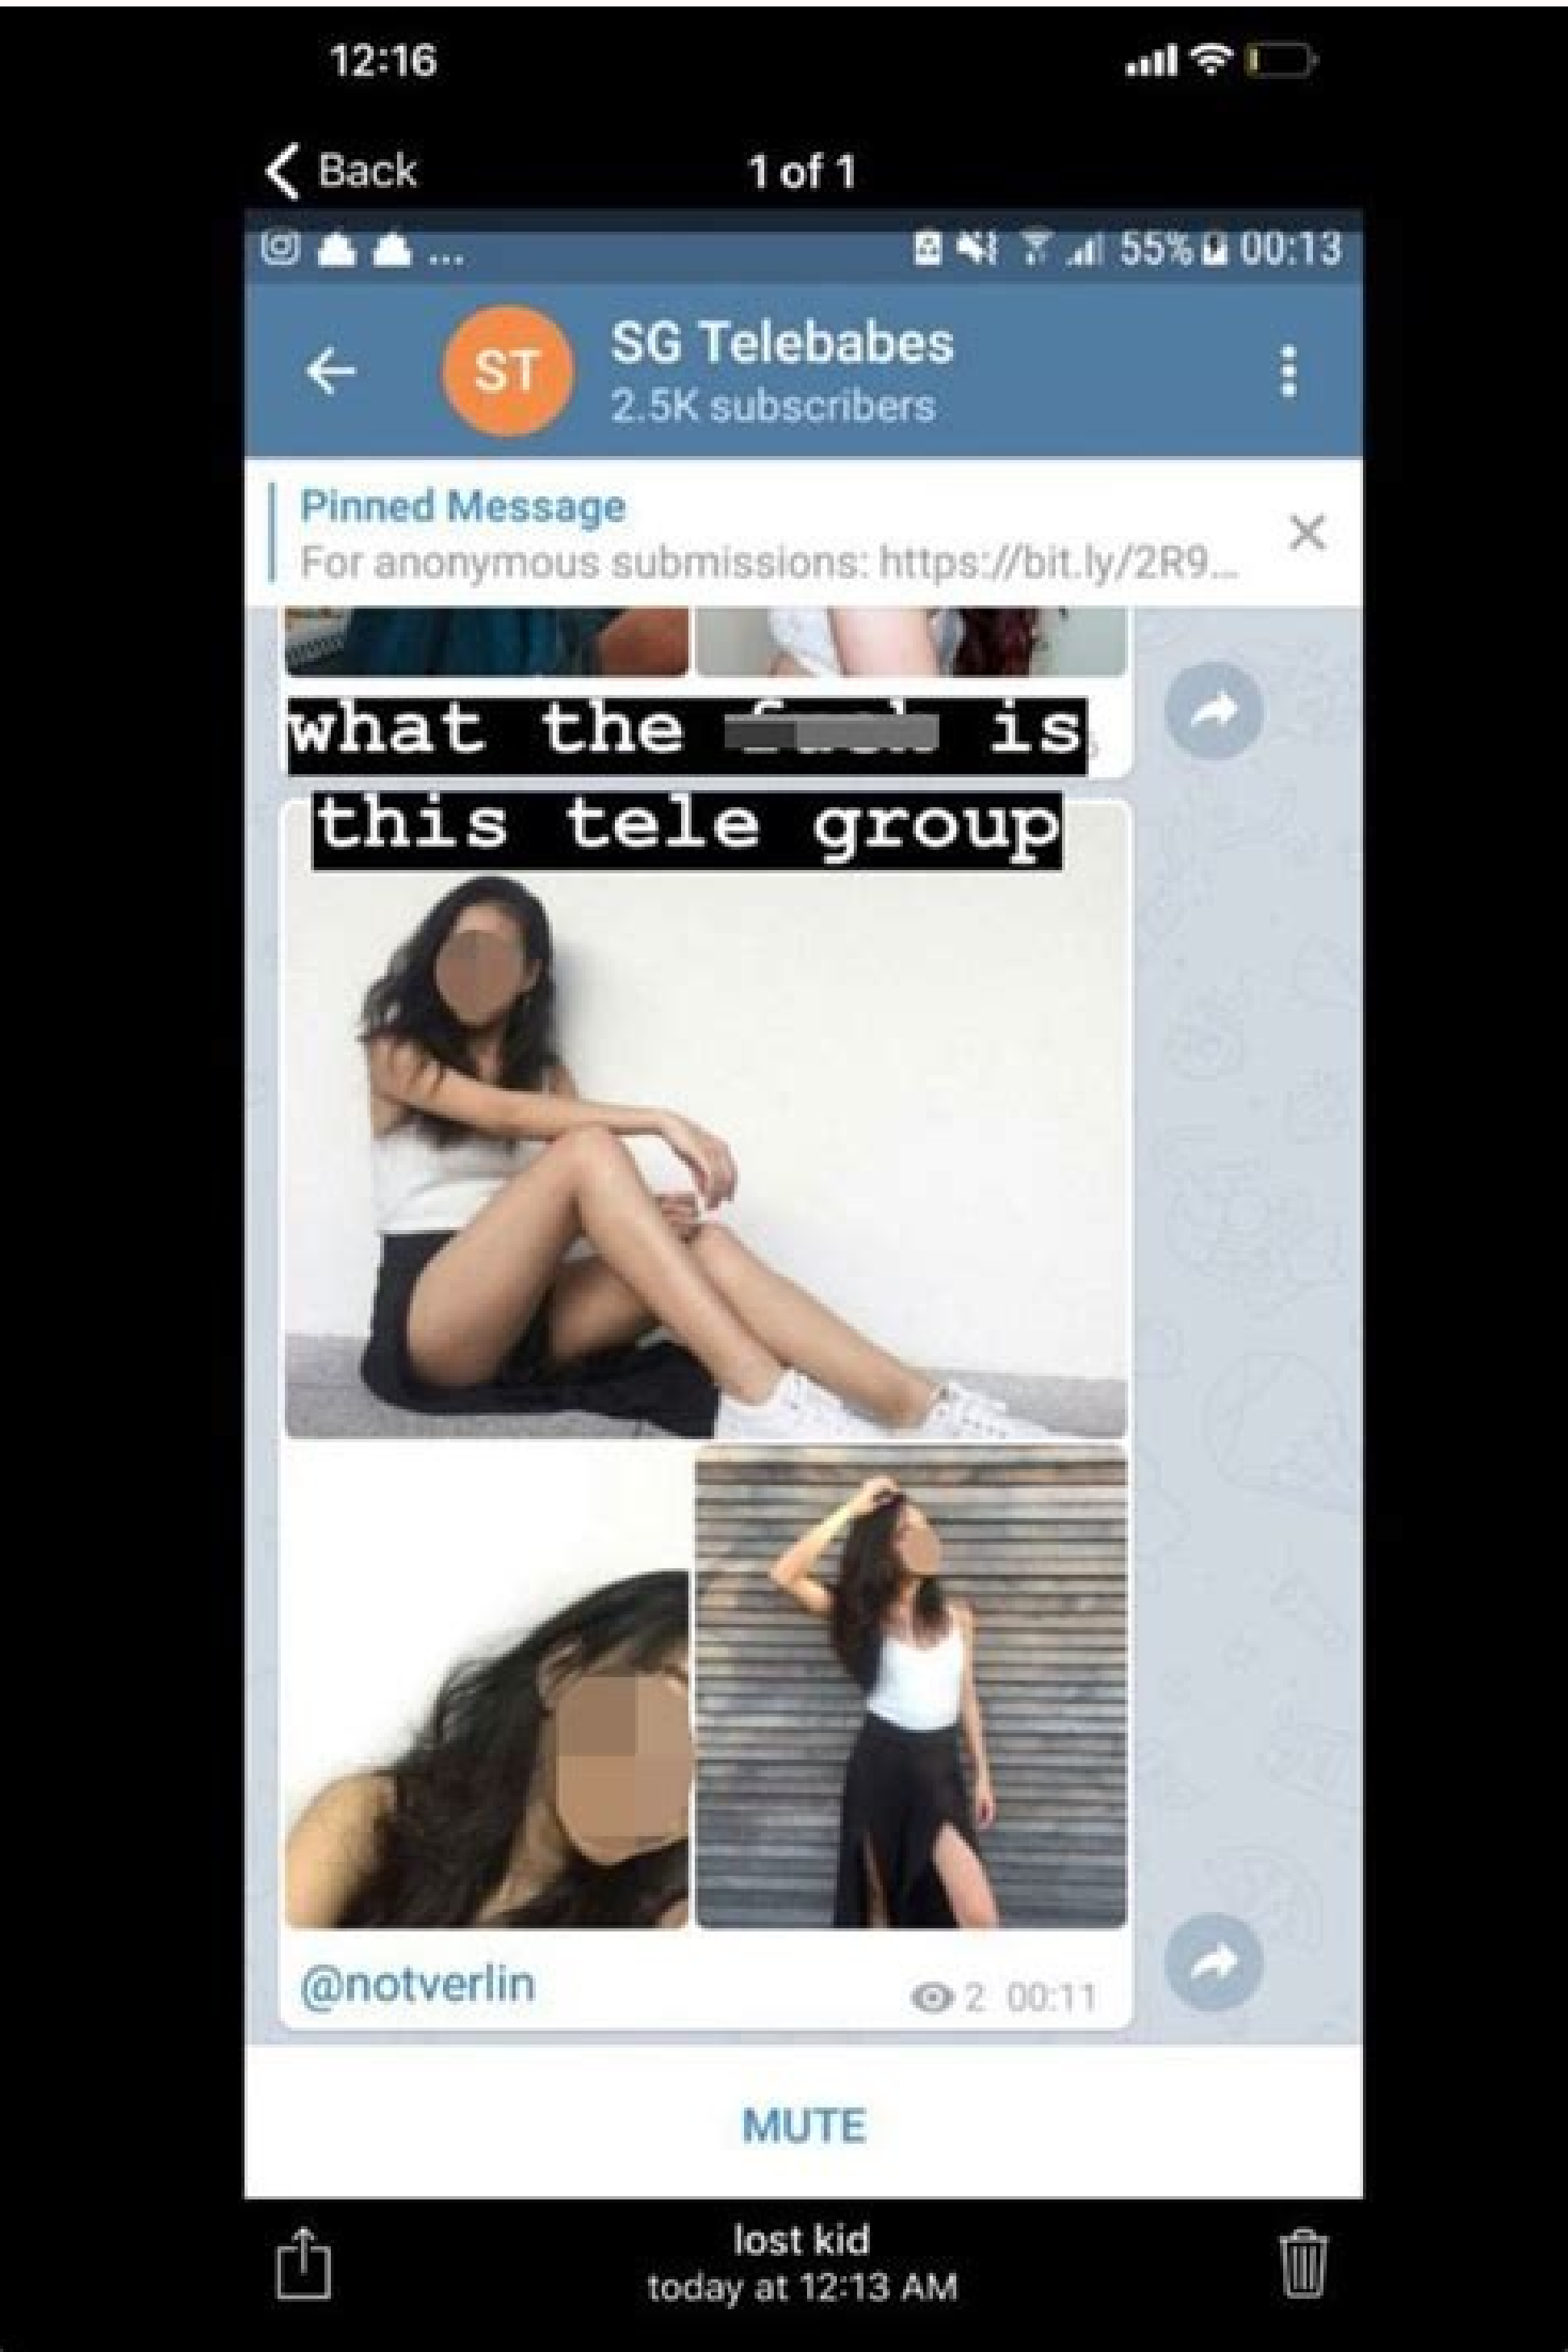 12:16
Back
1 of 1
... 55% 00:13
ST
SG Telebabes
2.5K subscribers
Pinned Message
For anonymous submissions: https://bit.ly/2R9...
what the is
this tele group
@notverlin
2 00:11
MUTE
lost kid
today at 12:13 AM